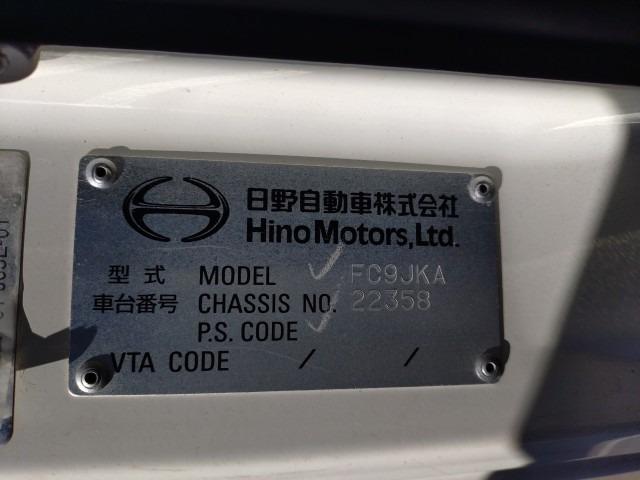 日野自動車株式会社
Hino Motors, Ltd.
型式 MODEL FC9JKA
車台番号 CHASSIS NO. 22358
P.S. CODE
VTA CODE / /